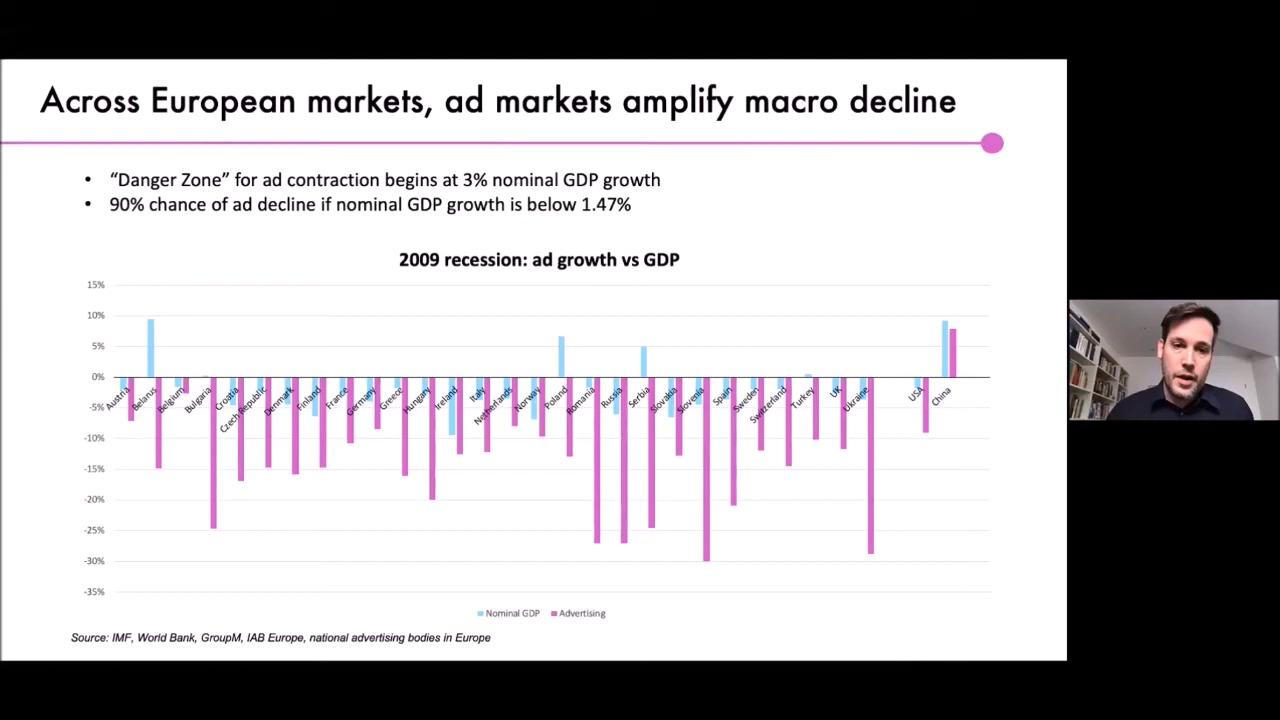 Across European markets, ad markets amplify macro decline
• “Danger Zone” for ad contraction begins at 3% nominal GDP growth
• 90% chance of ad decline if nominal GDP growth is below 1.47%
2009 recession: ad growth vs GDP
15%
10%
5%
0%
-5%
-10%
-15%
-20%
-25%
-30%
-35%
Austria
Belarus
Belgium
Bulgaria
Croatia
Czech Republic
Denmark
Finland
France
Germany
Greece
Hungary
Ireland
Italy
Netherlands
Norway
Poland
Romania
Russia
Serbia
Slovakia
Slovenia
Spain
Sweden
Switzerland
Turkey
UK
Ukraine
USA
China
Nominal GDP Advertising
Source: IMF, World Bank, GroupM, IAB Europe, national advertising bodies in Europe